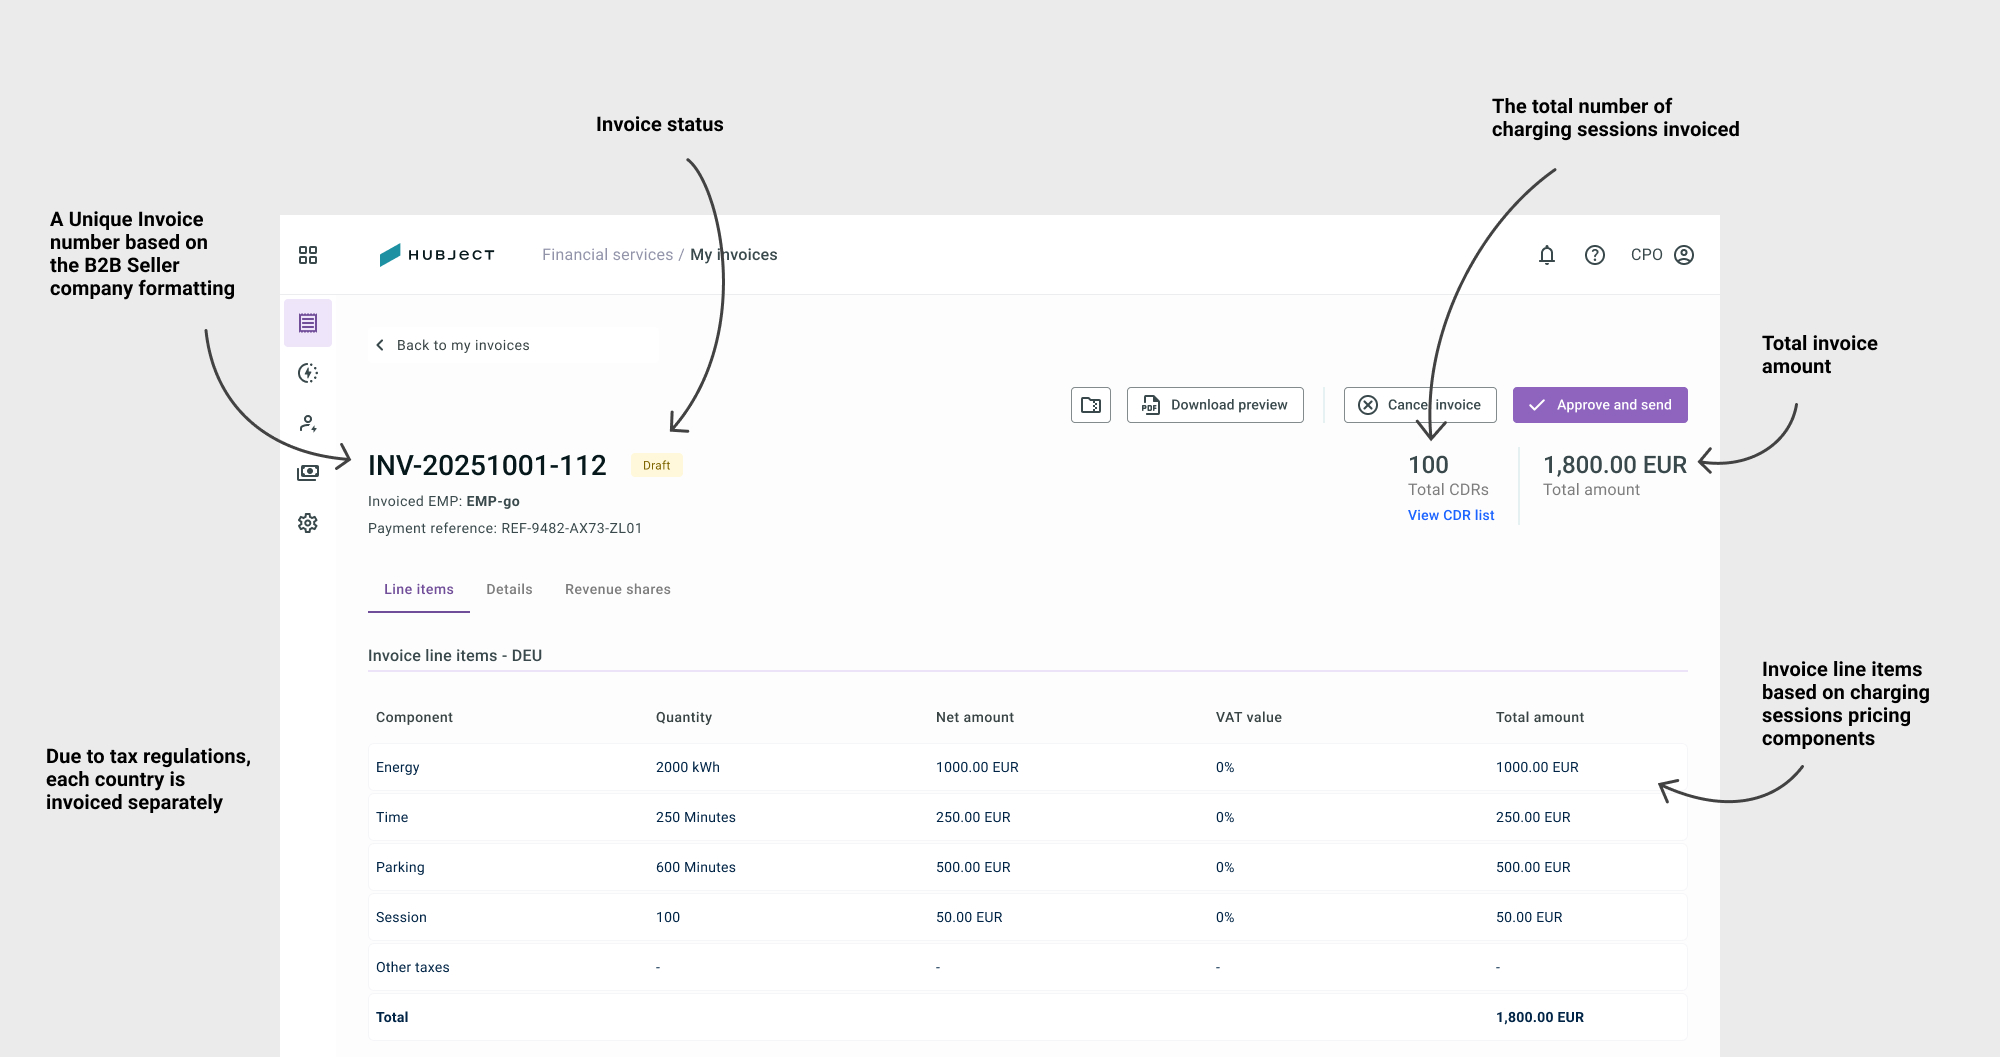 The total number of
charging sessions invoiced
Invoice status
A Unique Invoice
number based on
the B2B Seller
company formatting
HUBJECT
Financial services / My invoices
CPO
Back to my invoices
Total invoice
amount
PDF Download preview
Cancel invoice
Approve and send
INV-20251001-112
Draft
100
1,800.00 EUR
Total CDRs
Total amount
Invoiced EMP: EMP-go
View CDR list
Payment reference: REF-9482-AX73-ZL01
Line items
Details
Revenue shares
Invoice line items - DEU
Invoice line items
based on charging
sessions pricing
components
Component Quantity Net amount VAT value Total amount
Due to tax regulations,
each country is
invoiced separately
Energy 2000 kWh 1000.00 EUR 0% 1000.00 EUR
Time 250 Minutes 250.00 EUR 0% 250.00 EUR
Parking 600 Minutes 500.00 EUR 0% 500.00 EUR
Session 100 50.00 EUR 0% 50.00 EUR
Other taxes - - - -
Total 1,800.00 EUR